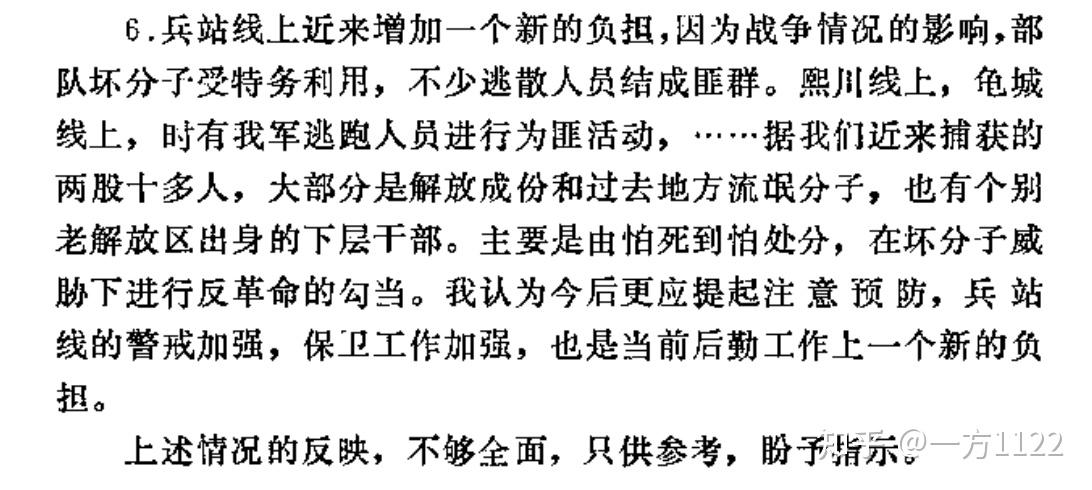 6.兵站线上近来增加一个新的负担,因为战争情况的影响,部
队坏分子受特务利用，不少逃散人员结成匪群。熙川线上，龟城
线上，时有我军逃跑人员进行为匪活动，……据我们近来捕获的
两股十多人，大部分是解放成份和过去地方流氓分子，也有个别
老解放区出身的下层干部。主要是由怕死到怕处分，在坏分子威
胁下进行反革命的勾当。我认为今后更应提起注意预防，兵站
线的警戒加强，保卫工作加强，也是当前后勤工作上一个新的负
担。
上述情况的反映，不够全面，只供参考，盼予指示。
知乎 @一方1122